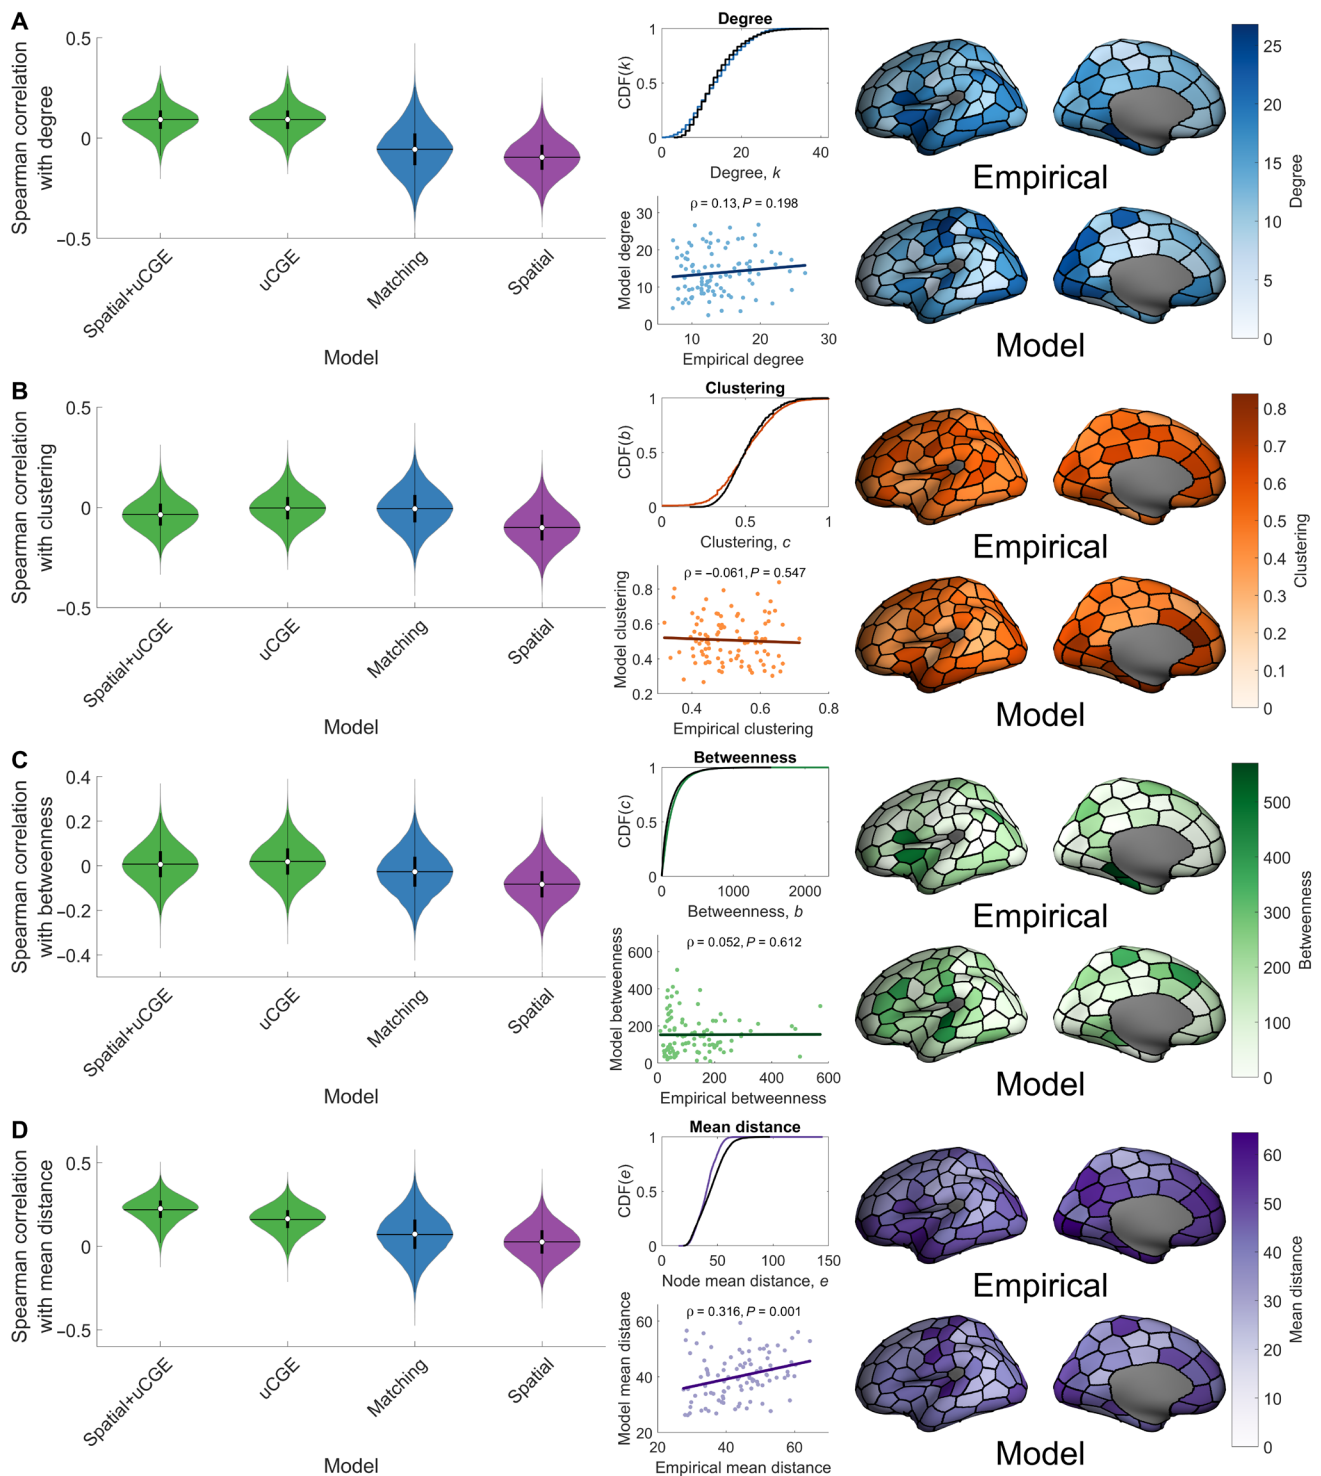 A
Spearman correlation
with degree
0.5
0
−0.5
Spatial+uCGE
uCGE
Matching
Spatial
Model
Degree
CDF(k)
1
0.5
0
0
20
40
Degree, k
ρ = 0.13, P = 0.198
Model degree
30
20
10
0
10
20
30
Empirical degree
Empirical
Model
25
20
15
10
5
0
Degree
B
Spearman correlation
with clustering
0.5
0
−0.5
Spatial+uCGE
uCGE
Matching
Spatial
Model
Clustering
CDF(b)
1
0.5
0
0
0.5
1
Clustering, c
ρ = −0.061, P = 0.547
Model clustering
0.8
0.6
0.4
0.2
0.4
0.6
0.8
Empirical clustering
Empirical
Model
0.8
0.7
0.6
0.5
0.4
0.3
0.2
0.1
0
Clustering
C
Spearman correlation
with betweenness
0.4
0.2
0
−0.2
−0.4
Spatial+uCGE
uCGE
Matching
Spatial
Model
Betweenness
CDF(c)
1
0.5
0
0
1000
2000
Betweenness, b
ρ = 0.052, P = 0.612
Model betweenness
600
400
200
0
0
200
400
600
Empirical betweenness
Empirical
Model
500
400
300
200
100
0
Betweenness
D
Spearman correlation
with mean distance
0.5
0
−0.5
Spatial+uCGE
uCGE
Matching
Spatial
Model
Mean distance
CDF(e)
1
0.5
0
0
50
100
150
Node mean distance, e
ρ = 0.316, P = 0.001
Model mean distance
60
40
20
20
40
60
Empirical mean distance
Empirical
Model
60
50
40
30
20
10
0
Mean distance